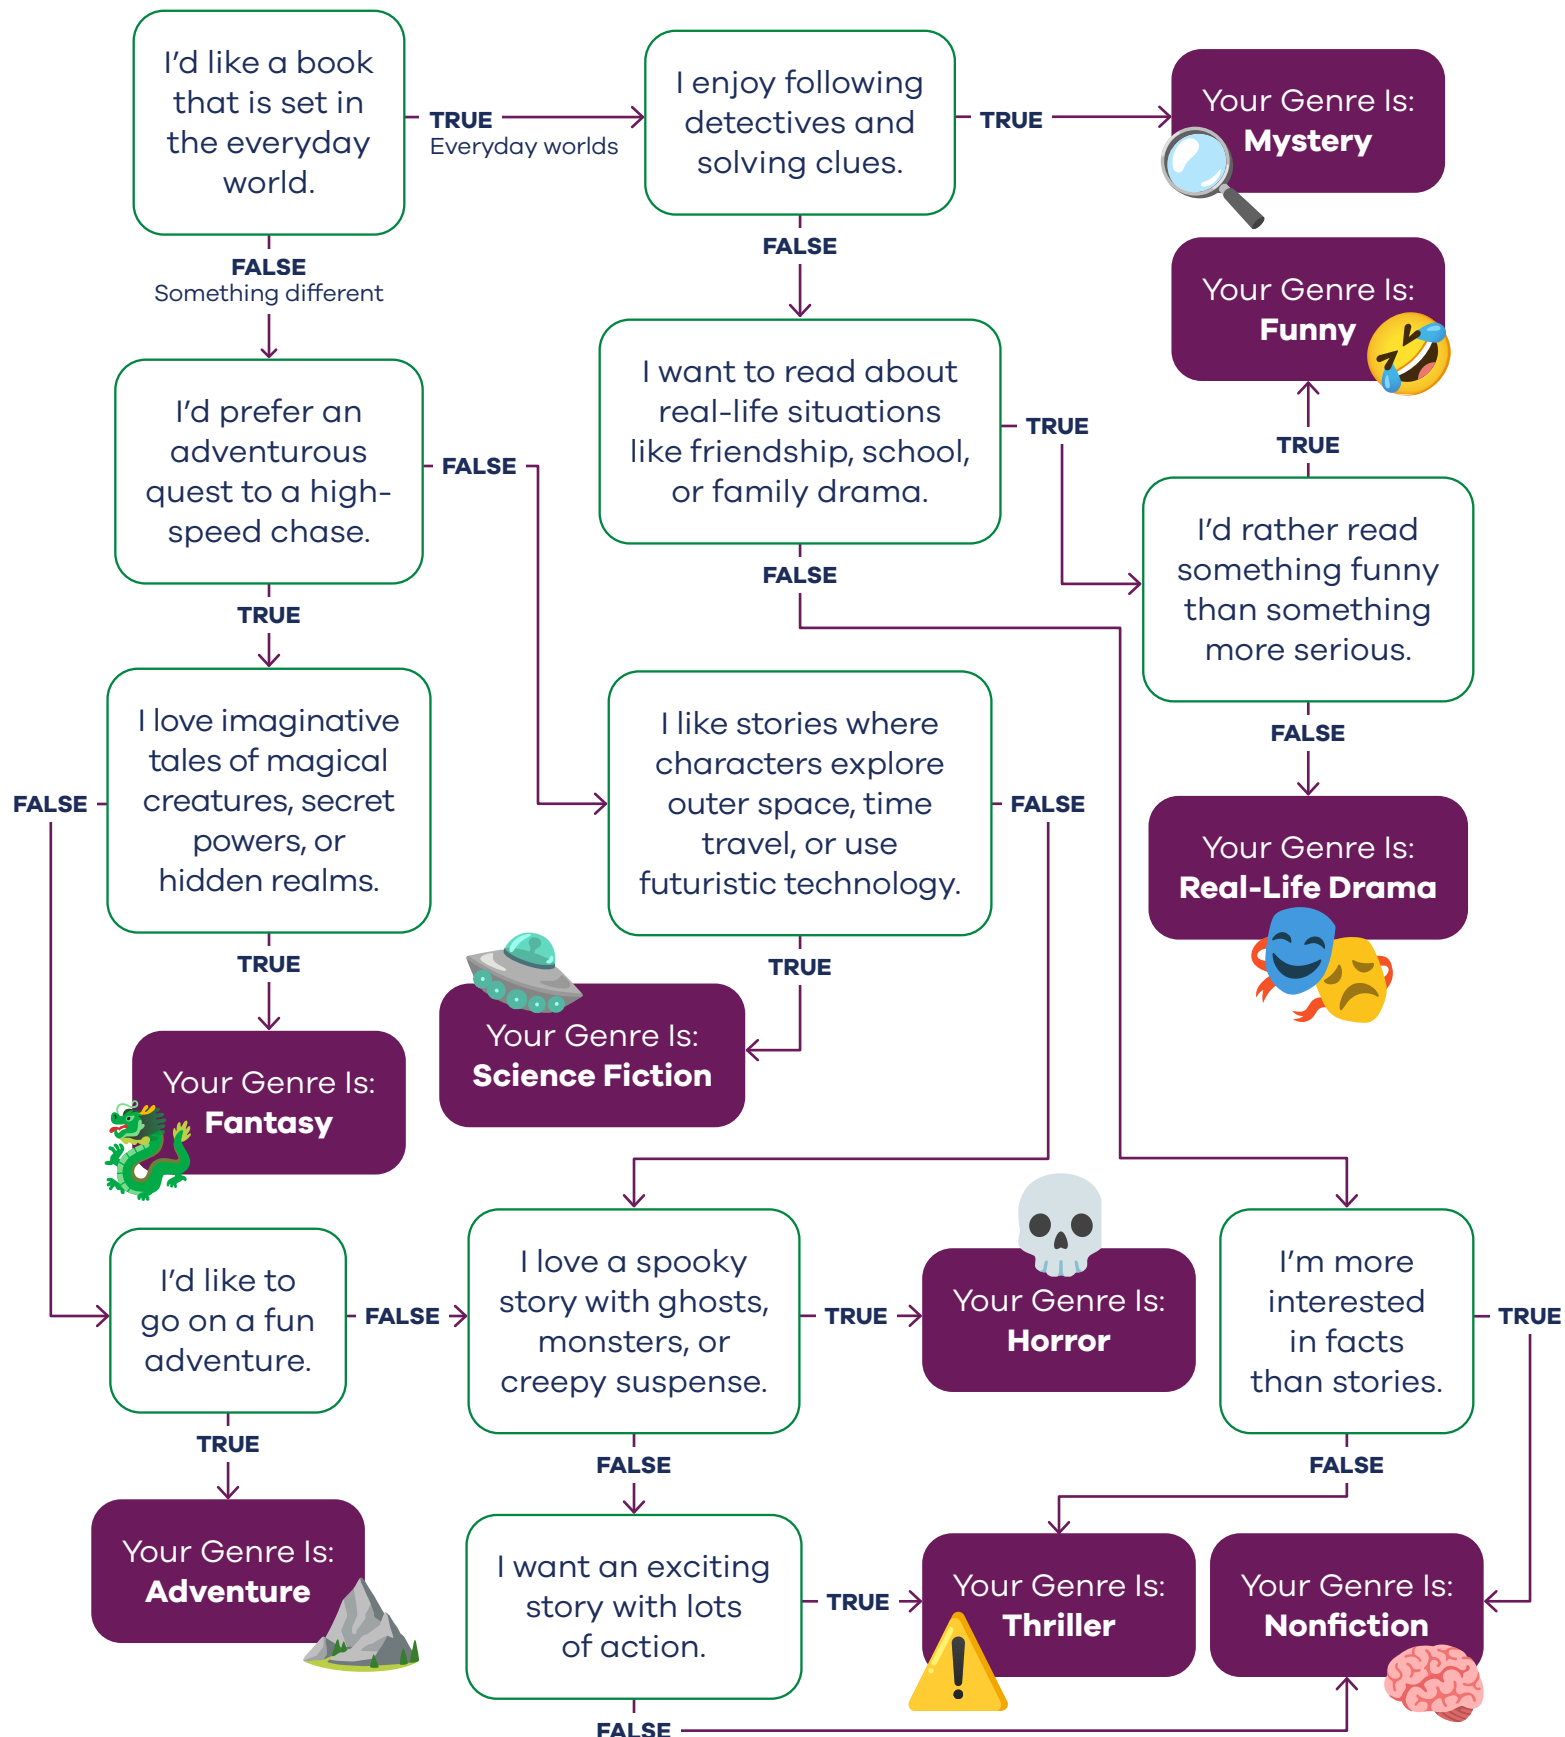 I'd like a book
that is set in
the everyday
world.
TRUE
Everyday worlds
I enjoy following
detectives and
solving clues.
TRUE
Your Genre Is:
Mystery
FALSE
Something different
FALSE
Your Genre Is:
Funny
I'd prefer an
adventurous
quest to a high-
speed chase.
FALSE
I want to read about
real-life situations
like friendship, school,
or family drama.
TRUE
TRUE
I'd rather read
something funny
than something
more serious.
TRUE
FALSE
FALSE
I love imaginative
tales of magical
creatures, secret
powers, or
hidden realms.
FALSE
I like stories where
characters explore
outer space, time
travel, or use
futuristic technology.
FALSE
Your Genre Is:
Real-Life Drama
TRUE
TRUE
Your Genre Is:
Fantasy
Your Genre Is:
Science Fiction
I'd like to
go on a fun
adventure.
FALSE
I love a spooky
story with ghosts,
monsters, or
creepy suspense.
TRUE
Your Genre Is:
Horror
I'm more
interested
in facts
than stories.
TRUE
TRUE
FALSE
FALSE
Your Genre Is:
Adventure
I want an exciting
story with lots
of action.
TRUE
Your Genre Is:
Thriller
Your Genre Is:
Nonfiction
FALSE